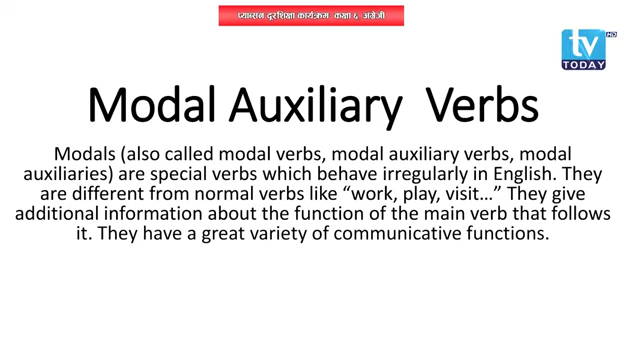 प्यान्सन दूरशिक्षा कार्यक्रम कक्षा ६ अंग्रेजी
tv HD
TODAY
Modal Auxiliary Verbs
Modals (also called modal verbs, modal auxiliary verbs, modal
auxiliaries) are special verbs which behave irregularly in English. They
are different from normal verbs like “work, play, visit…” They give
additional information about the function of the main verb that follows
it. They have a great variety of communicative functions.